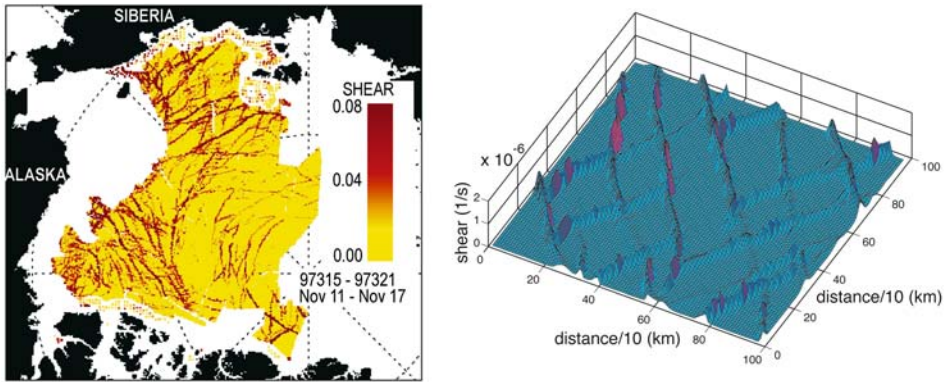 SIBERIA
SHEAR
0.08
ALASKA
0.04
0.00
97315 - 97321
Nov 11 - Nov 17
x 10⁻⁶
shear (1/s)
2
1
0
0
20
40
60
80
100
distance/10 (km)
0
20
40
60
80
100
distance/10 (km)